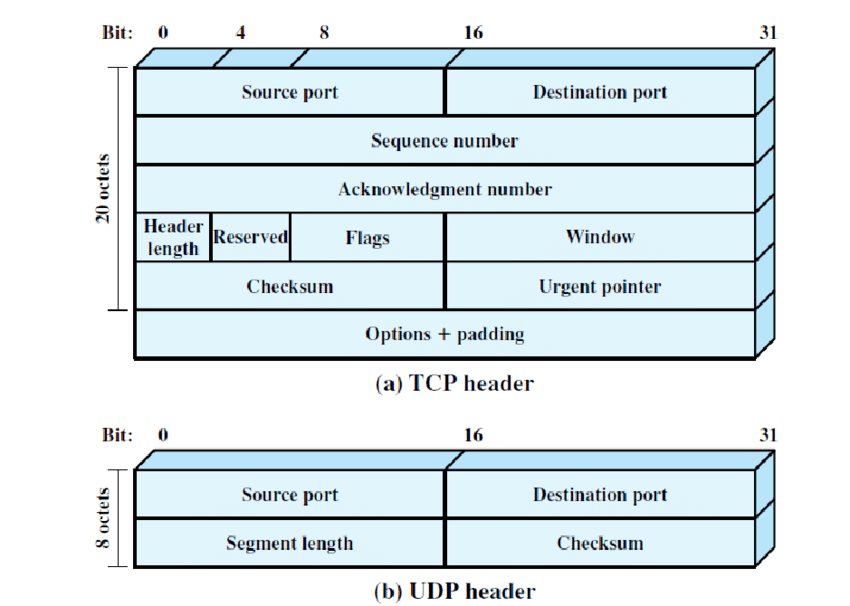 Bit: 0 4 8 16 31
Source port Destination port
Sequence number
Acknowledgment number
20 octets
Header length Reserved Flags Window
Checksum Urgent pointer
Options + padding
(a) TCP header
Bit: 0 16 31
Source port Destination port
8 octets
Segment length Checksum
(b) UDP header